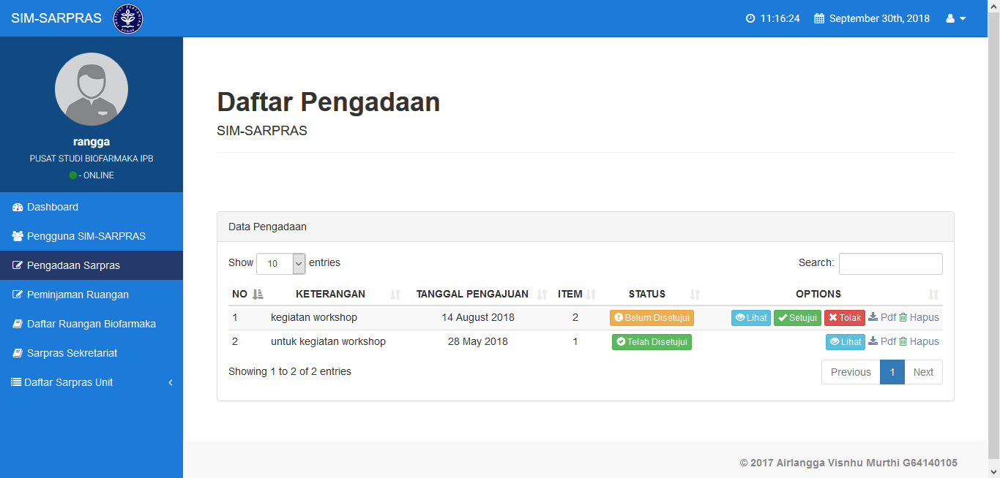 SIM-SARPRAS
11:16:24 September 30th, 2018
rangga
PUSAT STUDI BIOFARMAKA IPB
- ONLINE
Dashboard
Pengguna SIM-SARPRAS
Pengadaan Sarpras
Peminjaman Ruangan
Daftar Ruangan Biofarmaka
Sarpras Sekretariat
Daftar Sarpras Unit
Daftar Pengadaan
SIM-SARPRAS
Data Pengadaan
Show 10 entries Search:
NO KETERANGAN TANGGAL PENGAJUAN ITEM STATUS OPTIONS
1 kegiatan workshop 14 August 2018 2 Belum Disetujui Lihat Setujui Tolak Pdf Hapus
2 untuk kegiatan workshop 28 May 2018 1 Telah Disetujui Lihat Pdf Hapus
Showing 1 to 2 of 2 entries Previous 1 Next
© 2017 Airlangga Visnhu Murthi G64140105